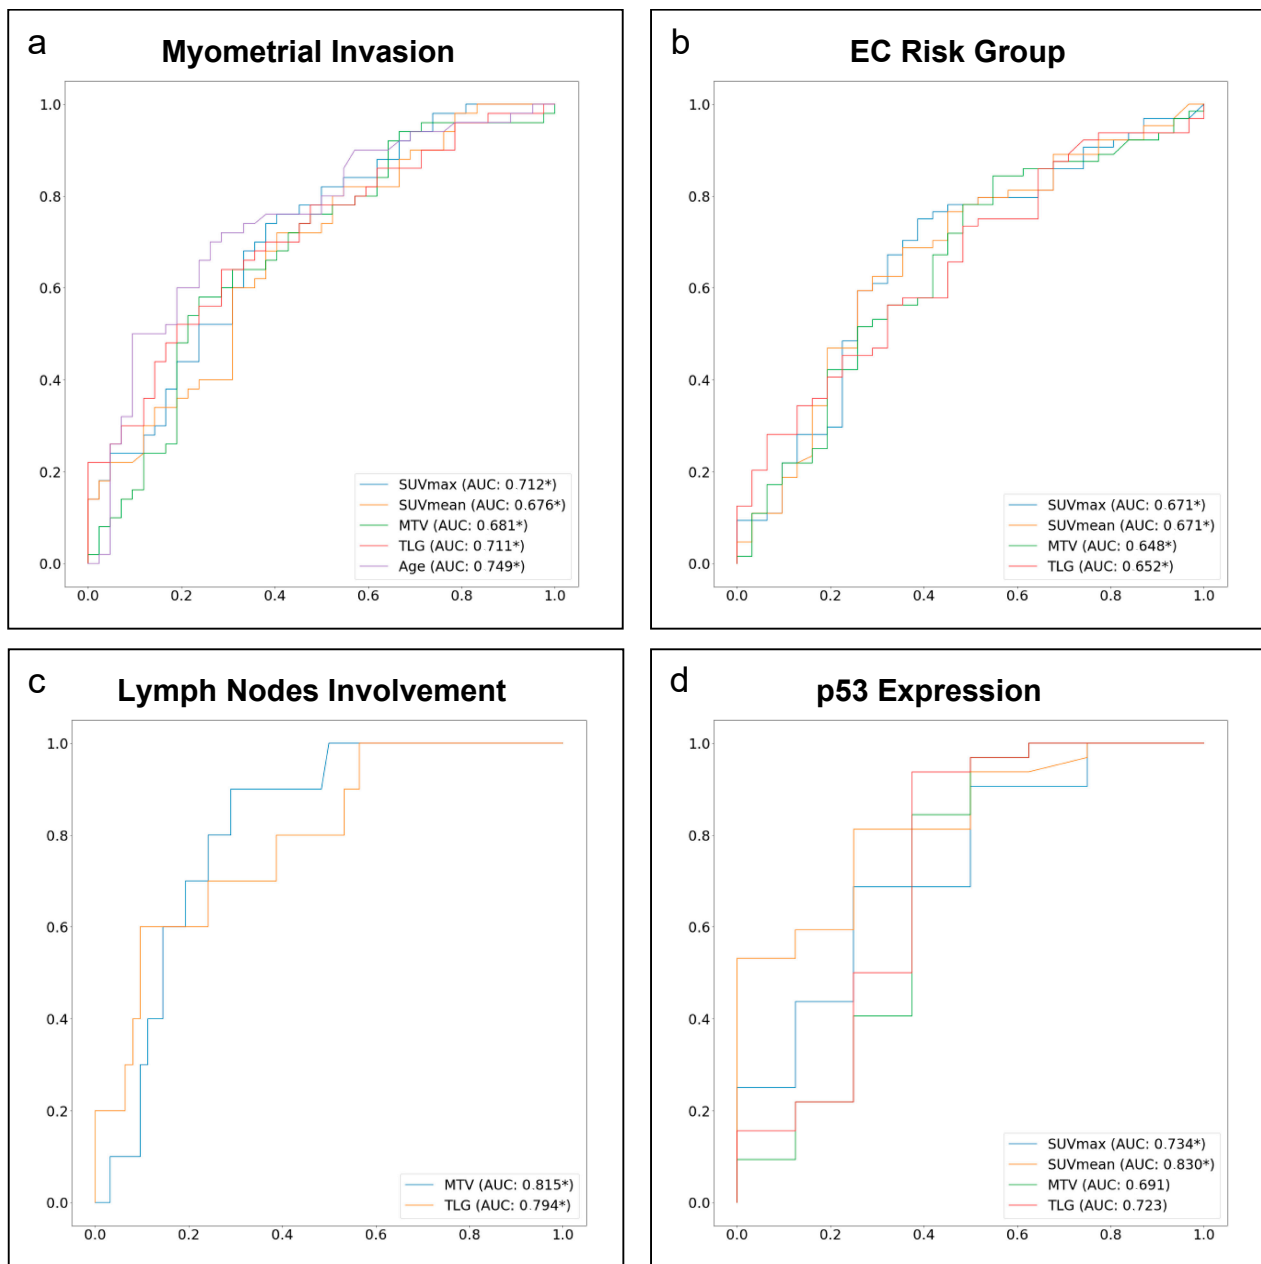 a
Myometrial Invasion
1.0
0.8
0.6
0.4
0.2
0.0
SUVmax (AUC: 0.712*)
SUVmean (AUC: 0.676*)
MTV (AUC: 0.681*)
TLG (AUC: 0.711*)
Age (AUC: 0.749*)
0.0 0.2 0.4 0.6 0.8 1.0
b
EC Risk Group
1.0
0.8
0.6
0.4
0.2
0.0
SUVmax (AUC: 0.671*)
SUVmean (AUC: 0.671*)
MTV (AUC: 0.648*)
TLG (AUC: 0.652*)
0.0 0.2 0.4 0.6 0.8 1.0
c
Lymph Nodes Involvement
1.0
0.8
0.6
0.4
0.2
0.0
MTV (AUC: 0.815*)
TLG (AUC: 0.794*)
0.0 0.2 0.4 0.6 0.8 1.0
d
p53 Expression
1.0
0.8
0.6
0.4
0.2
0.0
SUVmax (AUC: 0.734*)
SUVmean (AUC: 0.830*)
MTV (AUC: 0.691)
TLG (AUC: 0.723)
0.0 0.2 0.4 0.6 0.8 1.0